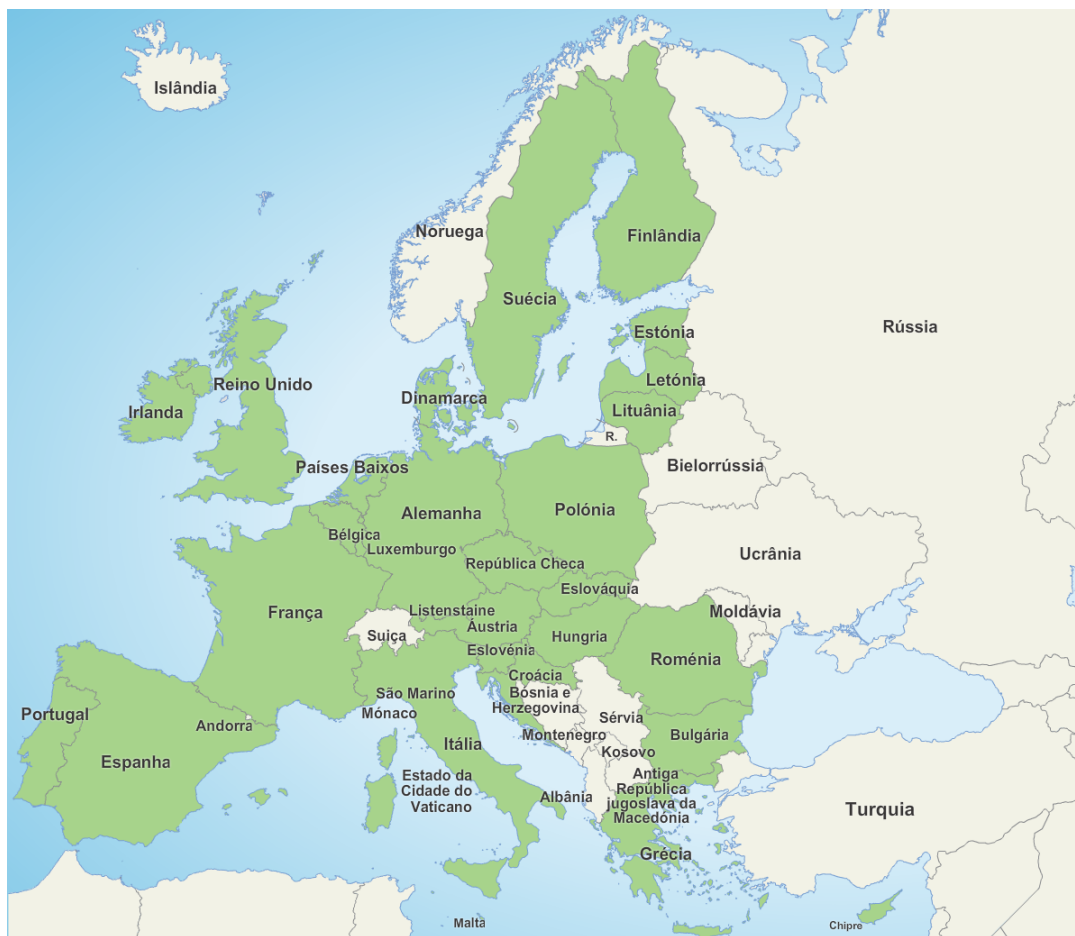 Islândia
Noruega
Finlândia
Suécia
Rússia
Estónia
Letónia
Reino Unido
Dinamarca
Irlanda
Lituânia
R.
Países Baixos
Bielorrússia
Polónia
Alemanha
Bélgica
Luxemburgo
Ucrânia
República Checa
Eslováquia
Listenstaine
Moldávia
França
Áustria
Suiça
Hungria
Eslovénia
Roménia
Croácia
São Marino
Bósnia e
Herzegovina
Mónaco
Portugal
Sérvia
Andorra
Montenegro
Bulgária
Itália
Kosovo
Espanha
Antiga
República
jugoslava da
Macedónia
Estado da
Cidade do
Vaticano
Albânia
Turquia
Grécia
Malta
Chipre